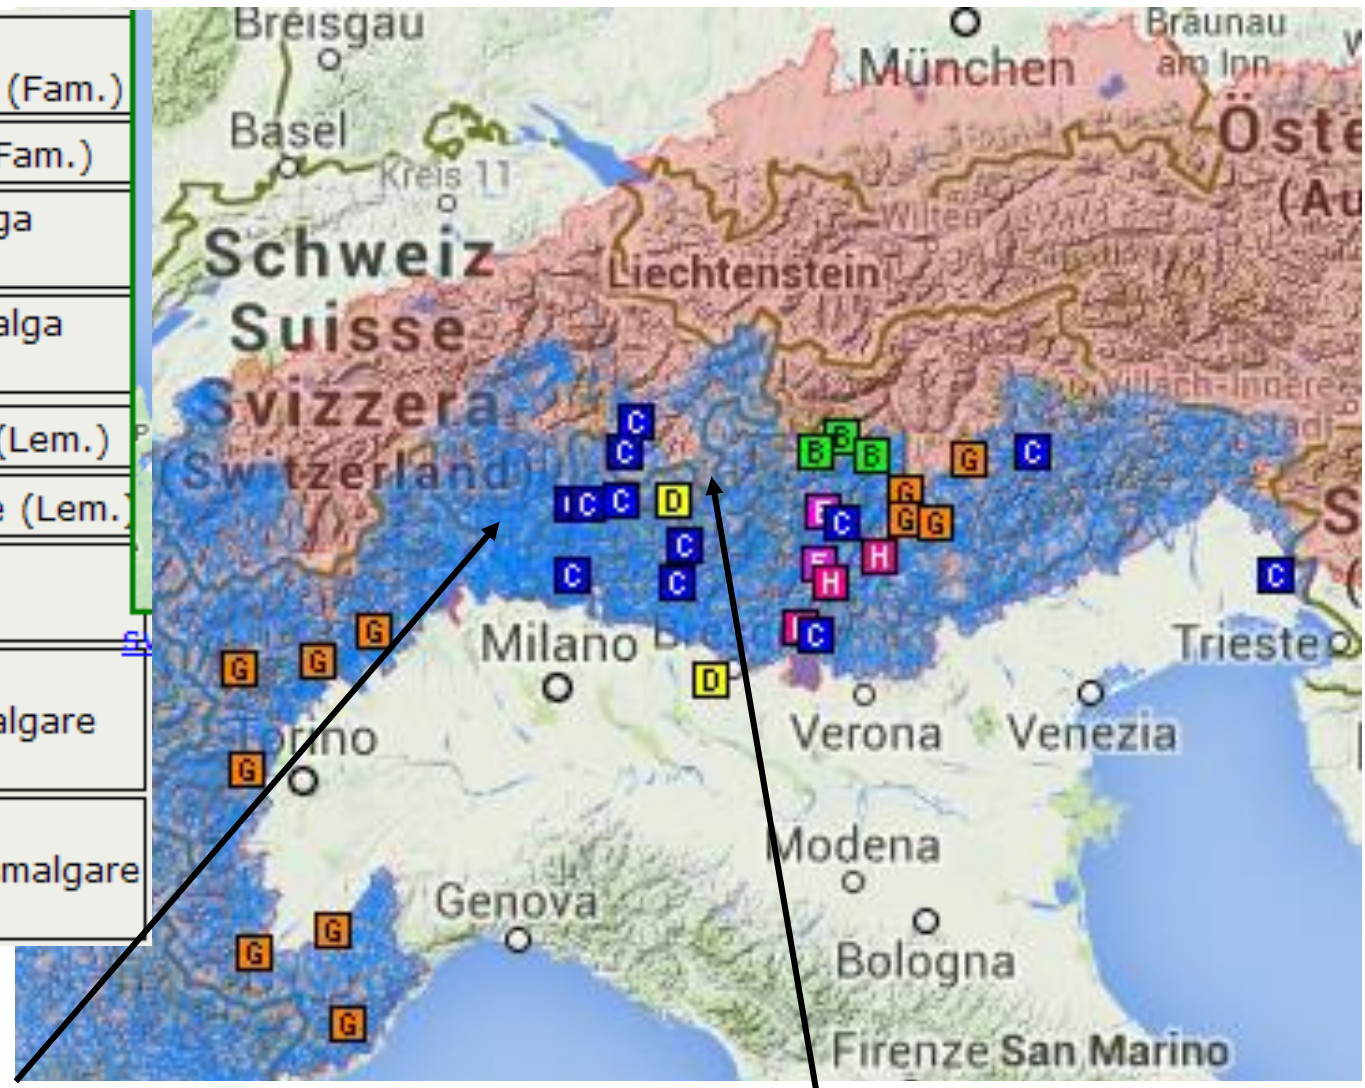 (Fam.)
Fam.)
ga
alga
(Lem.)
e (Lem.)
algare
malgare
Breisgau
München
Braunau
am Inn
Basel
Kreis 11
Öste
(Au
Wilten
Schweiz
Liechtenstein
Suisse
Villach-Innere
Svizzera
Stadt
(Switzerland)
C
C
B
B
B
G
C
C
C
D
G
G
G
S
E
C
C
H
C
C
H
C
(
G
G
G
Milano
C
Trieste
D
Torino
Verona
Venezia
G
Modena
Genova
G
G
Bologna
G
Firenze San Marino